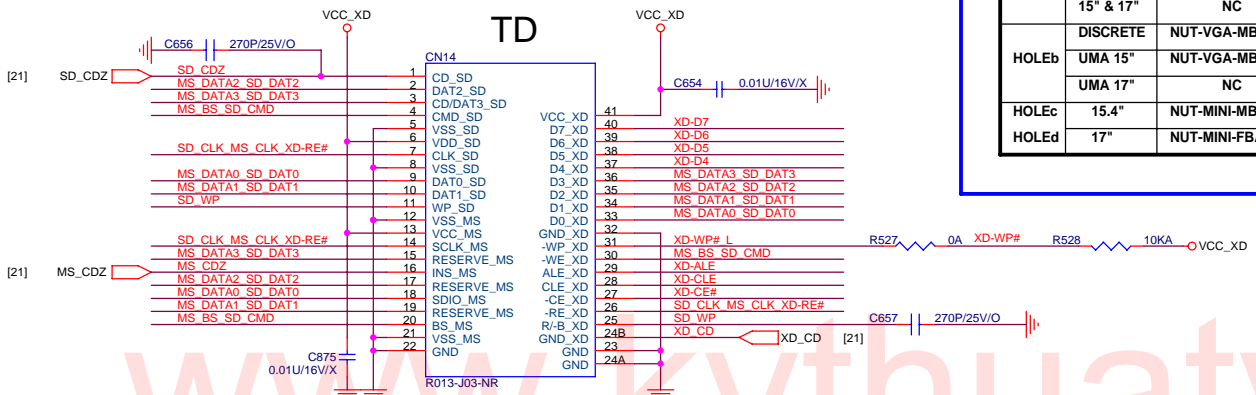 VCC_XD
TD
VCC_XD
C656 270P/25V/O
CN14
[21] SD_CDZ
SD_CDZ 1 CD_SD
MS_DATA2_SD_DAT2 2 DAT2_SD
MS_DATA3_SD_DAT3 3 CD/DAT3_SD
MS_BS_SD_CMD 4 CMD_SD
5 VSS_SD
6 VDD_SD
SD_CLK_MS_CLK_XD-RE# 7 CLK_SD
8 VSS_SD
MS_DATA0_SD_DAT0 9 DAT0_SD
MS_DATA1_SD_DAT1 10 DAT1_SD
SD_WP 11 WP_SD
12 VSS_MS
13 VCC_MS
SD_CLK_MS_CLK_XD-RE# 14 SCLK_MS
MS_DATA3_SD_DAT3 15 RESERVE_MS
[21] MS_CDZ
MS_CDZ 16 INS_MS
MS_DATA2_SD_DAT2 17 RESERVE_MS
MS_DATA0_SD_DAT0 18 SDIO_MS
MS_DATA1_SD_DAT1 19 RESERVE_MS
MS_BS_SD_CMD 20 BS_MS
21 VSS_MS
22 GND
C875
0.01U/16V/X
R013-J03-NR
C654 0.01U/16V/X
VCC_XD 41
D7_XD 40 XD-D7
D6_XD 39 XD-D6
D5_XD 38 XD-D5
D4_XD 37 XD-D4
D3_XD 36 MS_DATA3_SD_DAT3
D2_XD 35 MS_DATA2_SD_DAT2
D1_XD 34 MS_DATA1_SD_DAT1
D0_XD 33 MS_DATA0_SD_DAT0
GND_XD 32
-WP_XD 31 XD-WP#_L
R527 0A XD-WP# R528 10KA VCC_XD
-WE_XD 30 MS_BS_SD_CMD
ALE_XD 29 XD-ALE
CLE_XD 28 XD-CLE
-CE_XD 27 XD-CE#
-RE_XD 26 SD_CLK_MS_CLK_XD-RE#
R/-B_XD 25 SD_WP
C657 270P/25V/O
GND_XD 24B XD_CD
XD_CD [21]
GND 23
GND 24A
15" & 17" NC
DISCRETE NUT-VGA-MB
HOLEb UMA 15" NUT-VGA-MB
UMA 17" NC
HOLEc 15.4" NUT-MINI-MB
HOLEd 17" NUT-MINI-FB
www.kythuatv